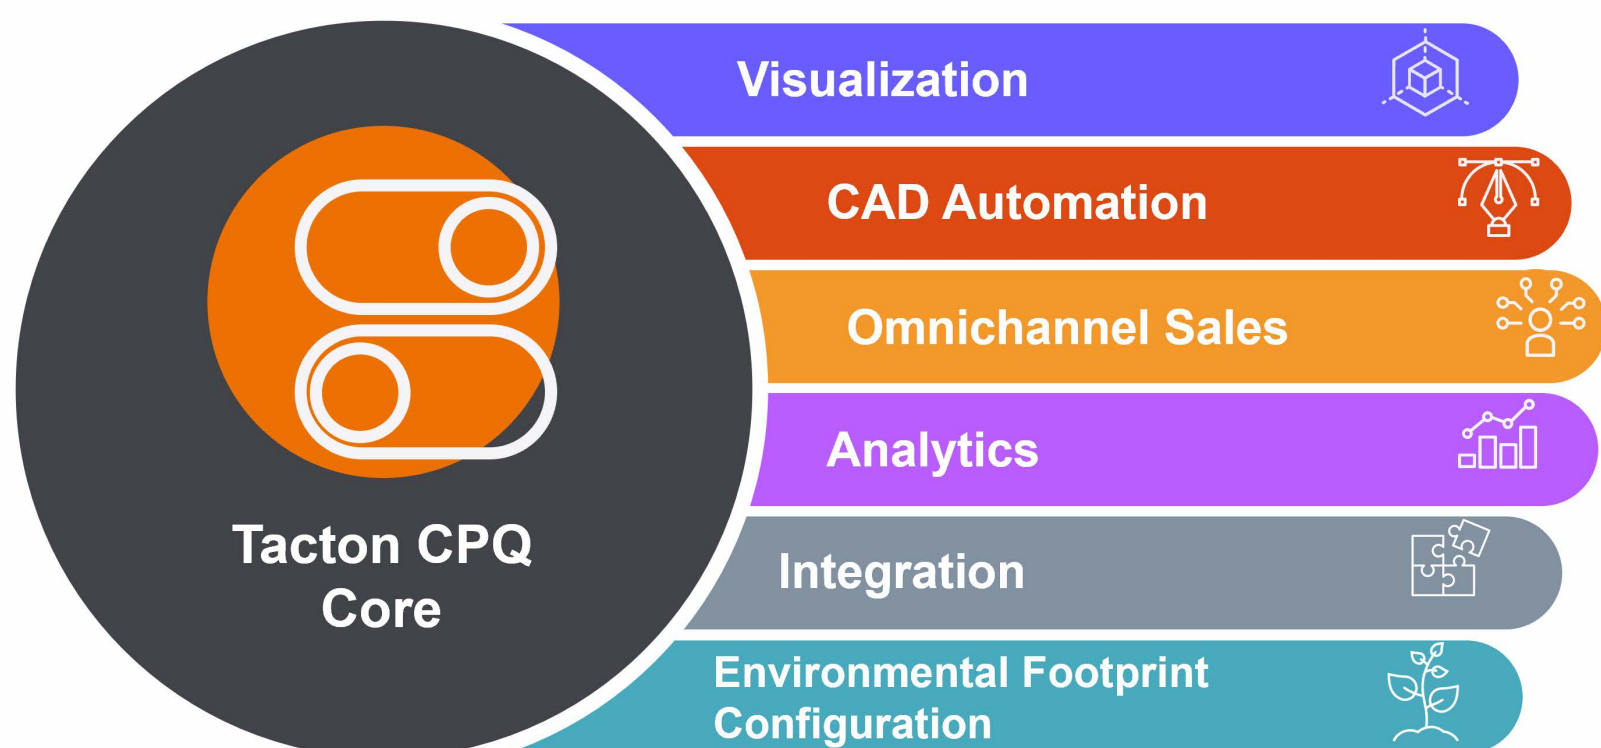 Tacton CPQ
Core
Visualization
CAD Automation
Omnichannel Sales
Analytics
Integration
Environmental Footprint
Configuration